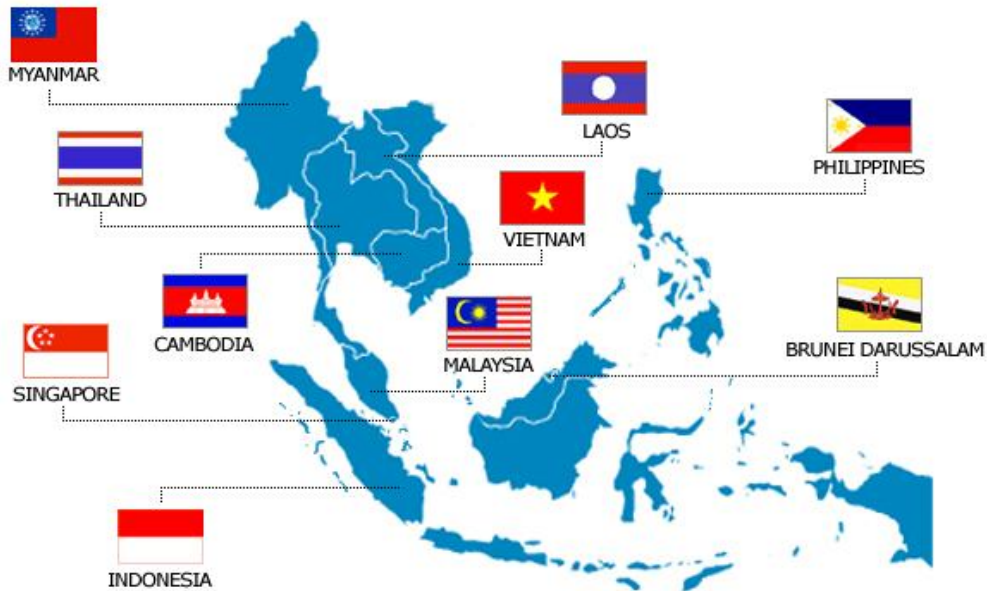 MYANMAR
LAOS
PHILIPPINES
THAILAND
VIETNAM
CAMBODIA
MALAYSIA
BRUNEI DARUSSALAM
SINGAPORE
INDONESIA